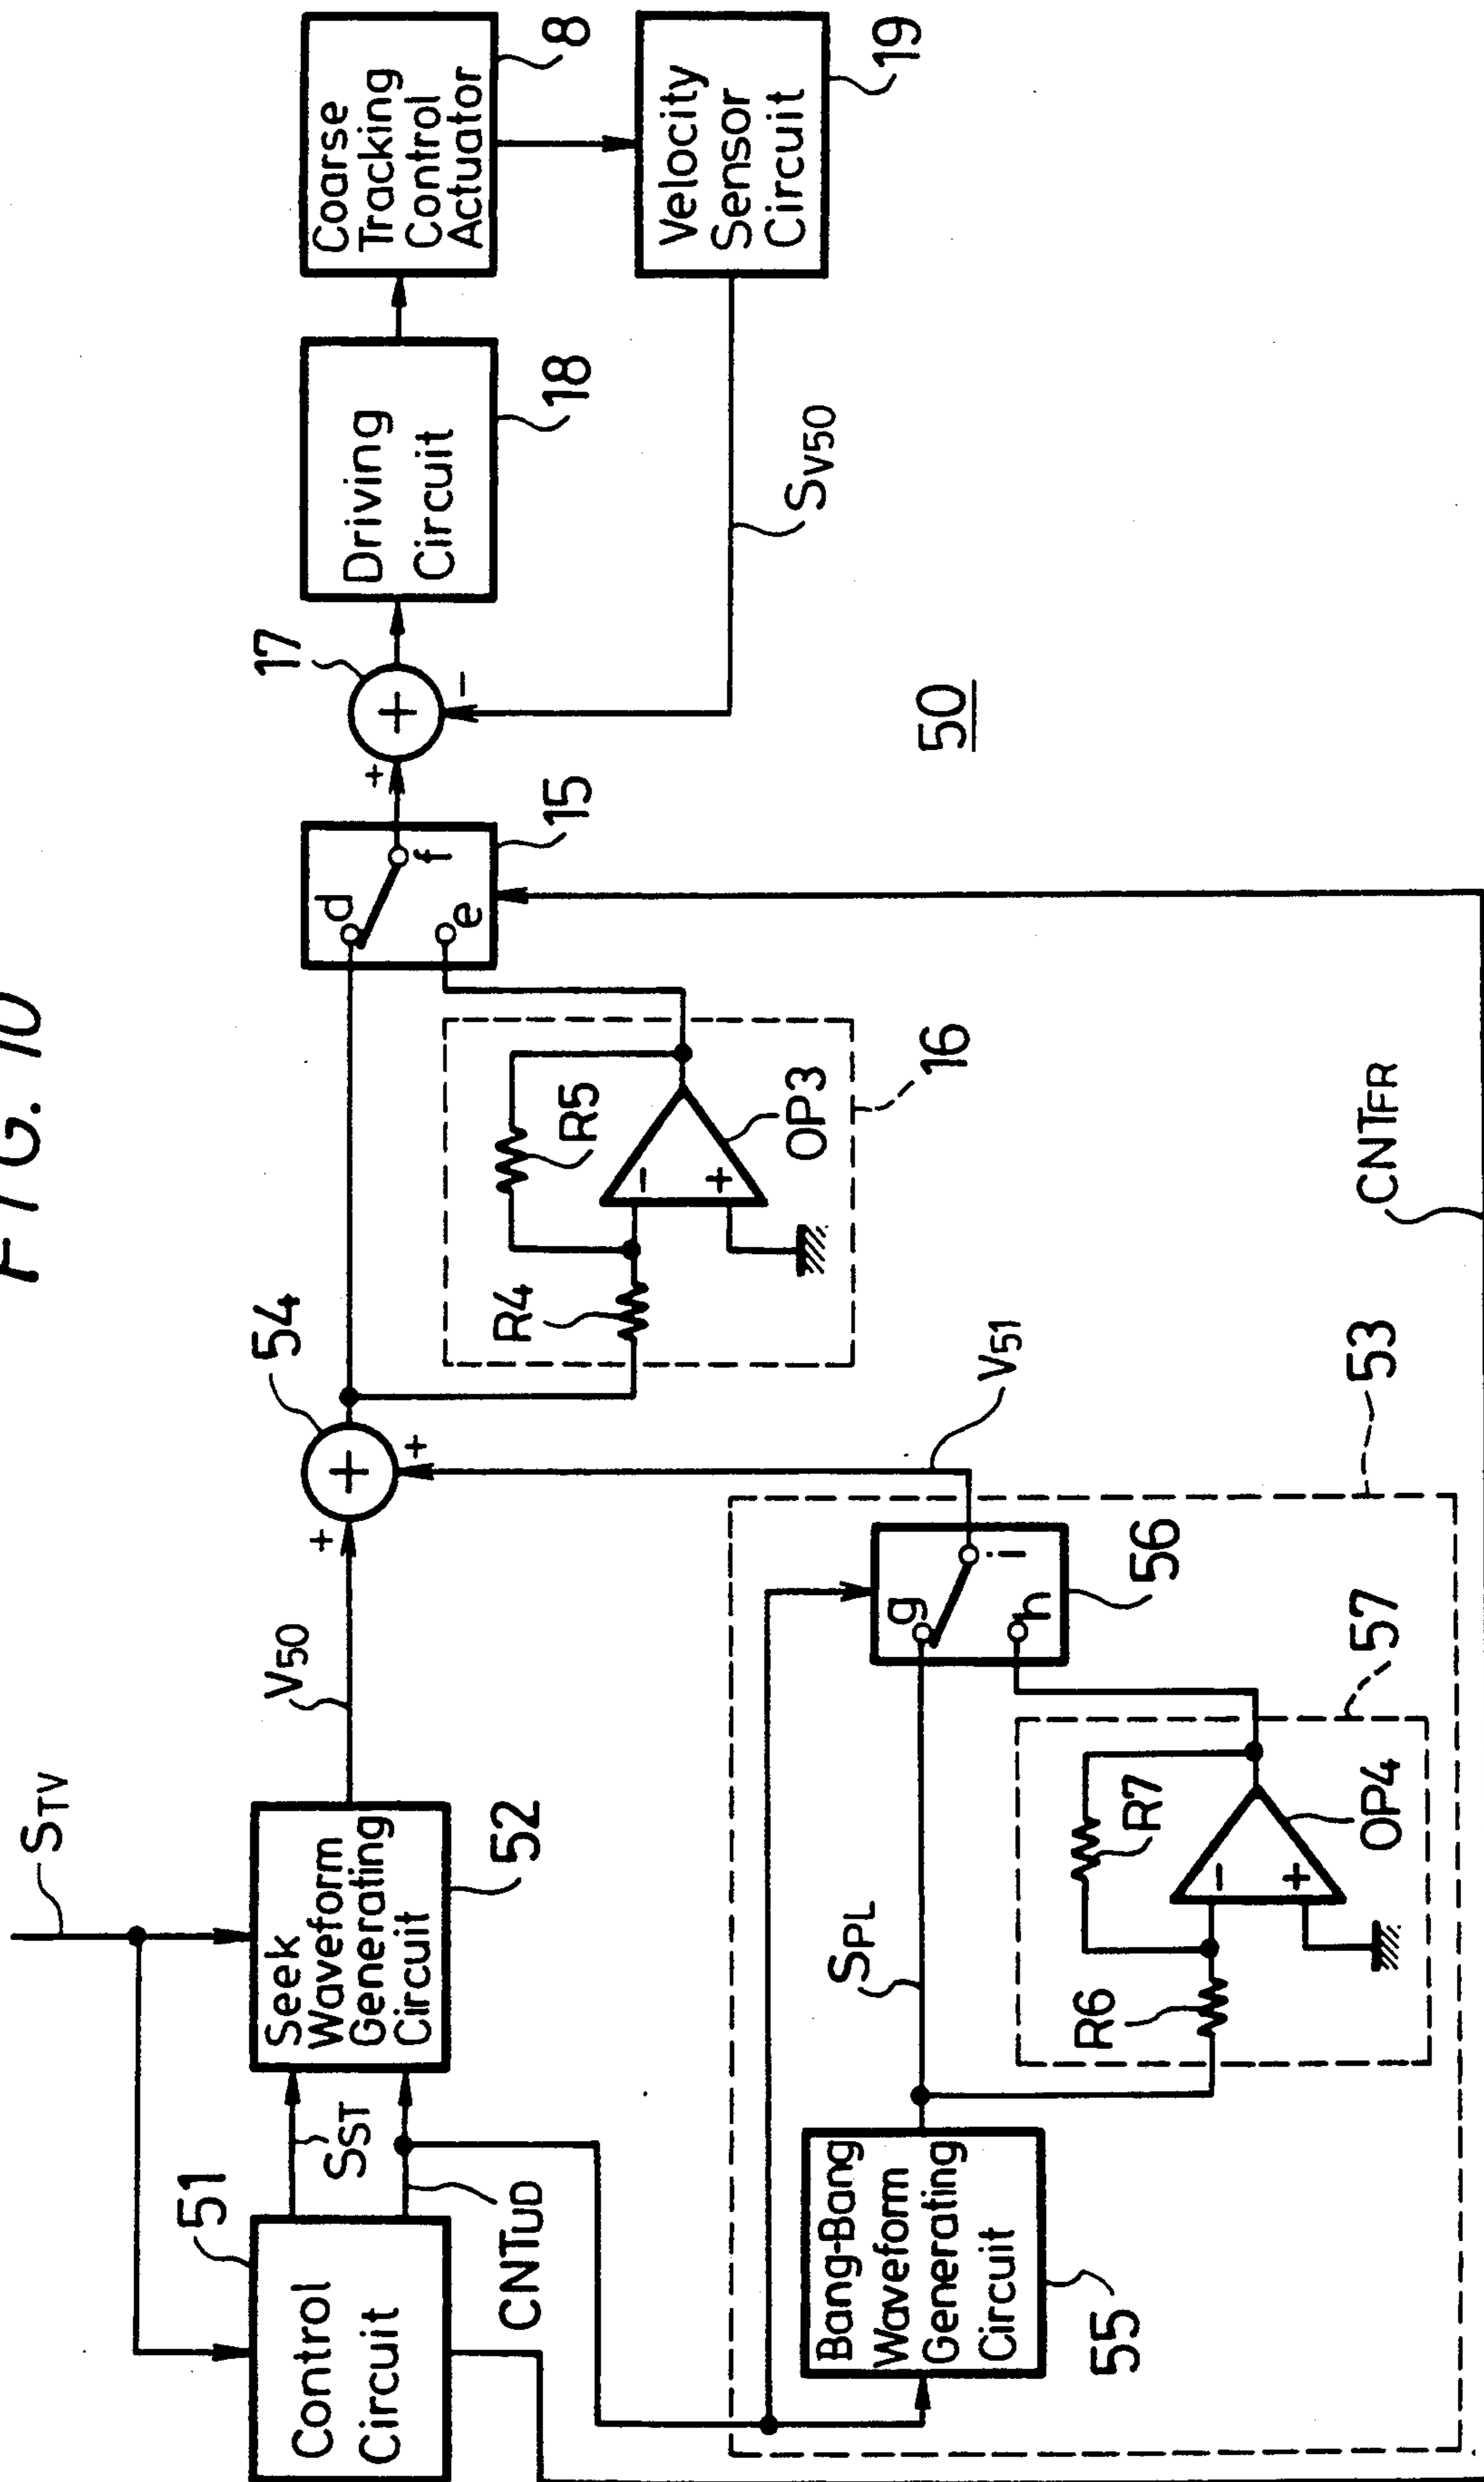 FIG. 10
STV
51
Control
Circuit
SST
CNTUD
Seek
Waveform
Generating
Circuit
52
V50
54
+
+
+
R4
R5
-
+
OP3
16
d
e
f
15
17
+
+
-
Driving
Circuit
18
Coarse
Tracking
Control
Actuator
8
Velocity
Sensor
Circuit
19
SV50
50
Bang-Bang
Waveform
Generating
Circuit
55
SPL
R6
R7
-
+
OP4
57
g
h
i
56
V51
53
CNTFR